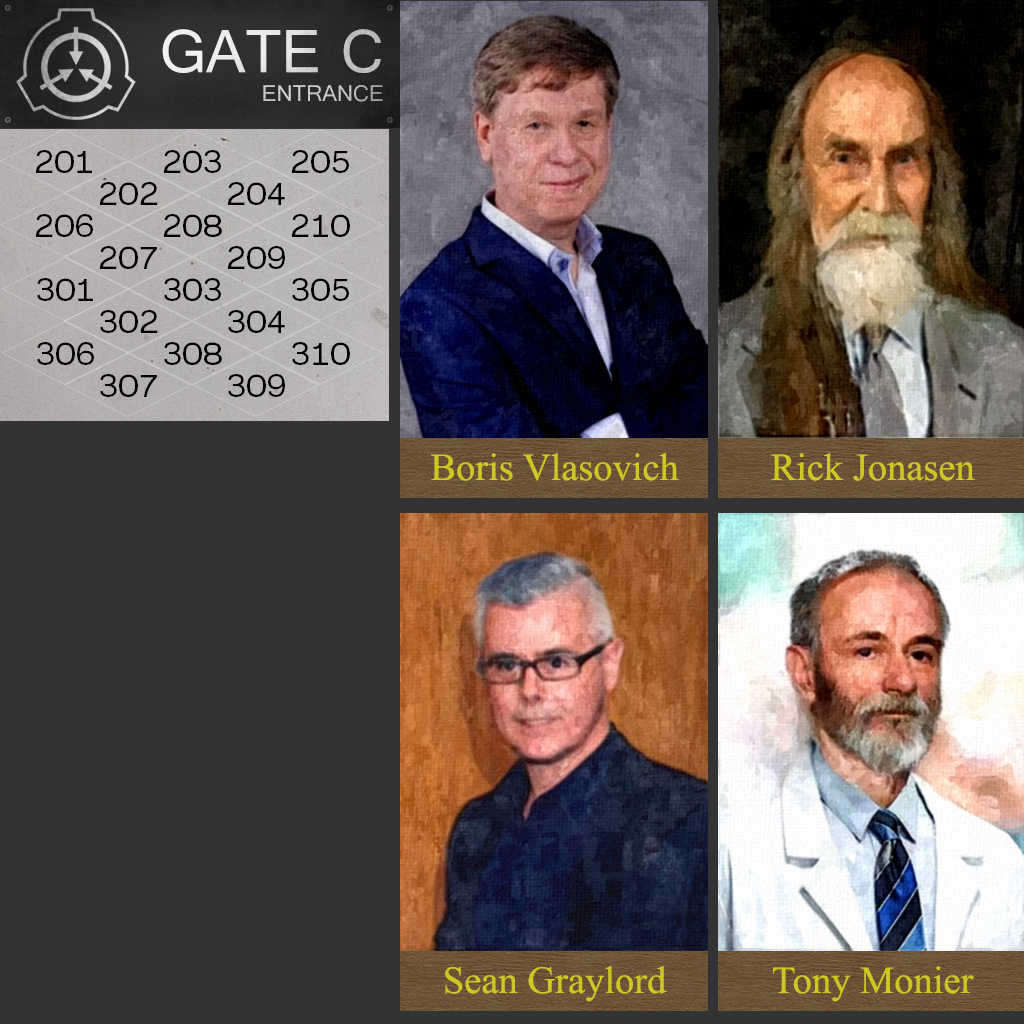 GATE C
ENTRANCE
201 203 205
202 204
206 208 210
207 209
301 303 305
302 304
306 308 310
307 309
Boris Vlasovich
Rick Jonasen
Sean Graylord
Tony Monier